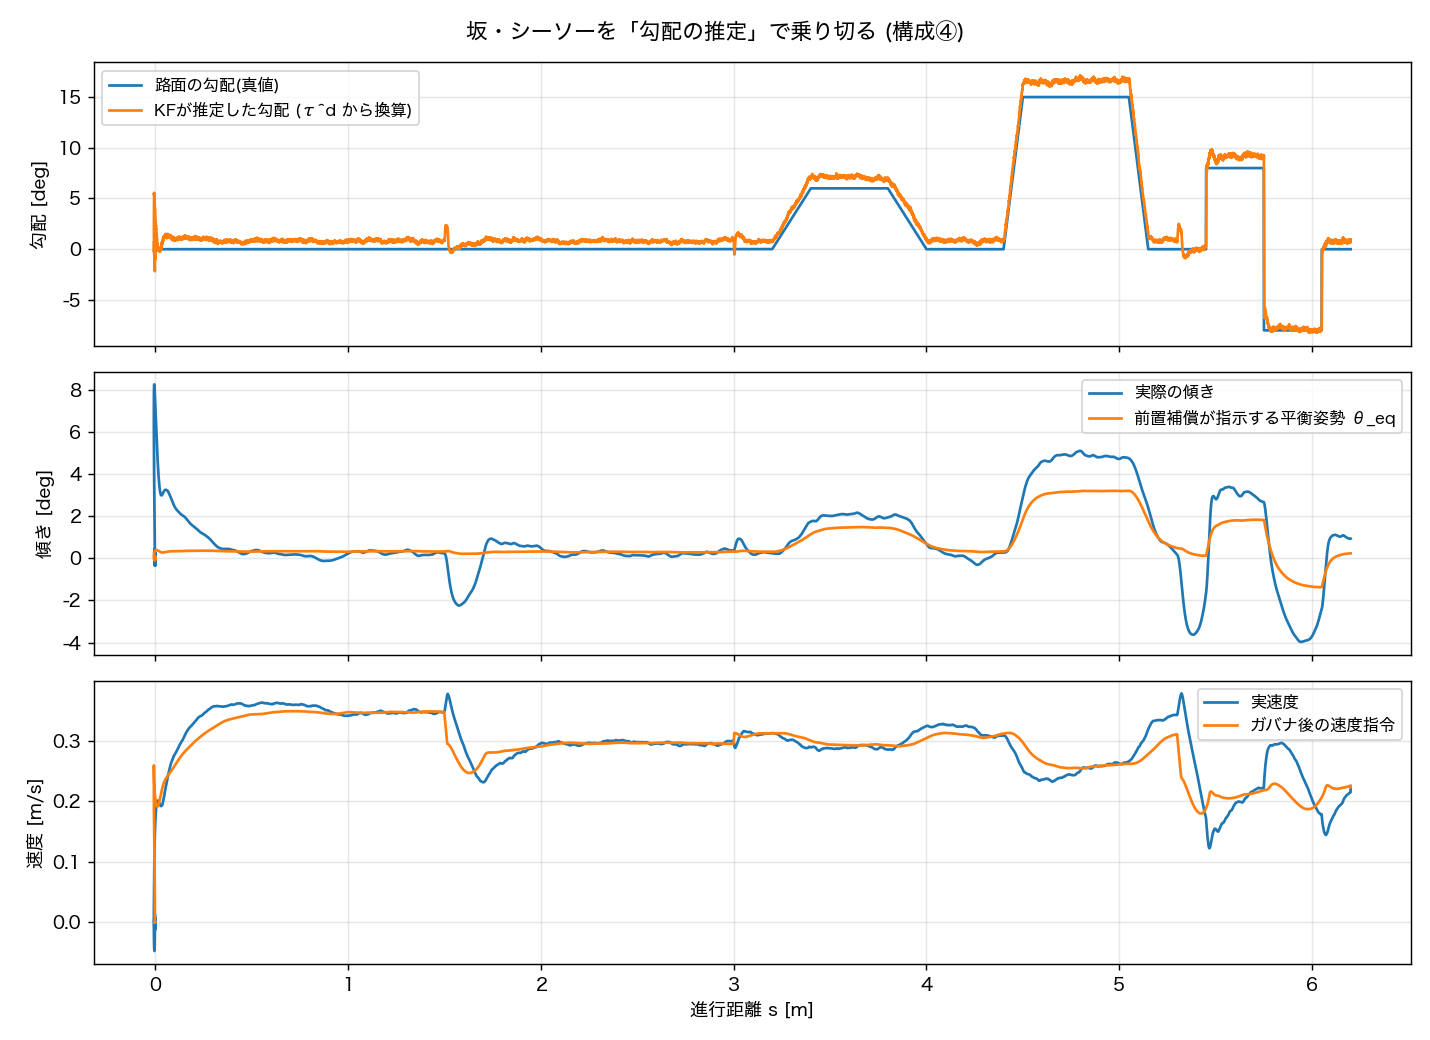 坂・シーソーを「勾配の推定」で乗り切る (構成④)
路面の勾配(真値)
KFが推定した勾配 (τ^d から換算)
勾配 [deg]
15
10
5
0
-5
実際の傾き
前置補償が指示する平衡姿勢 θ_eq
傾き [deg]
8
6
4
2
0
-2
-4
実速度
ガバナ後の速度指令
速度 [m/s]
0.3
0.2
0.1
0.0
0 1 2 3 4 5 6
進行距離 s [m]